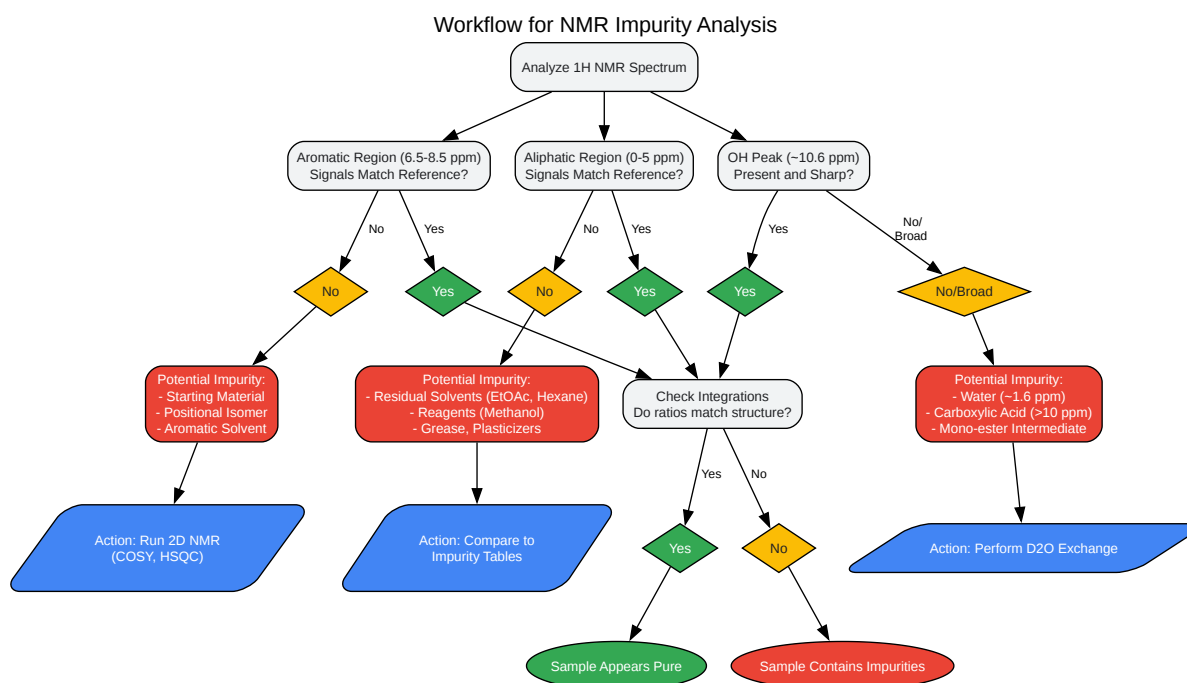 Workflow for NMR Impurity Analysis
Analyze 1H NMR Spectrum
Aromatic Region (6.5-8.5 ppm)
Signals Match Reference?
Aliphatic Region (0-5 ppm)
Signals Match Reference?
OH Peak (~10.6 ppm)
Present and Sharp?
No
Yes
No
Yes
Yes
No/
Broad
No
Yes
No
Yes
Yes
No/Broad
Potential Impurity:
- Starting Material
- Positional Isomer
- Aromatic Solvent
Potential Impurity:
- Residual Solvents (EtOAc, Hexane)
- Reagents (Methanol)
- Grease, Plasticizers
Check Integrations
Do ratios match structure?
Potential Impurity:
- Water (~1.6 ppm)
- Carboxylic Acid (>10 ppm)
- Mono-ester Intermediate
Yes
No
Action: Run 2D NMR
(COSY, HSQC)
Action: Compare to
Impurity Tables
Yes
No
Action: Perform D2O Exchange
Sample Appears Pure
Sample Contains Impurities